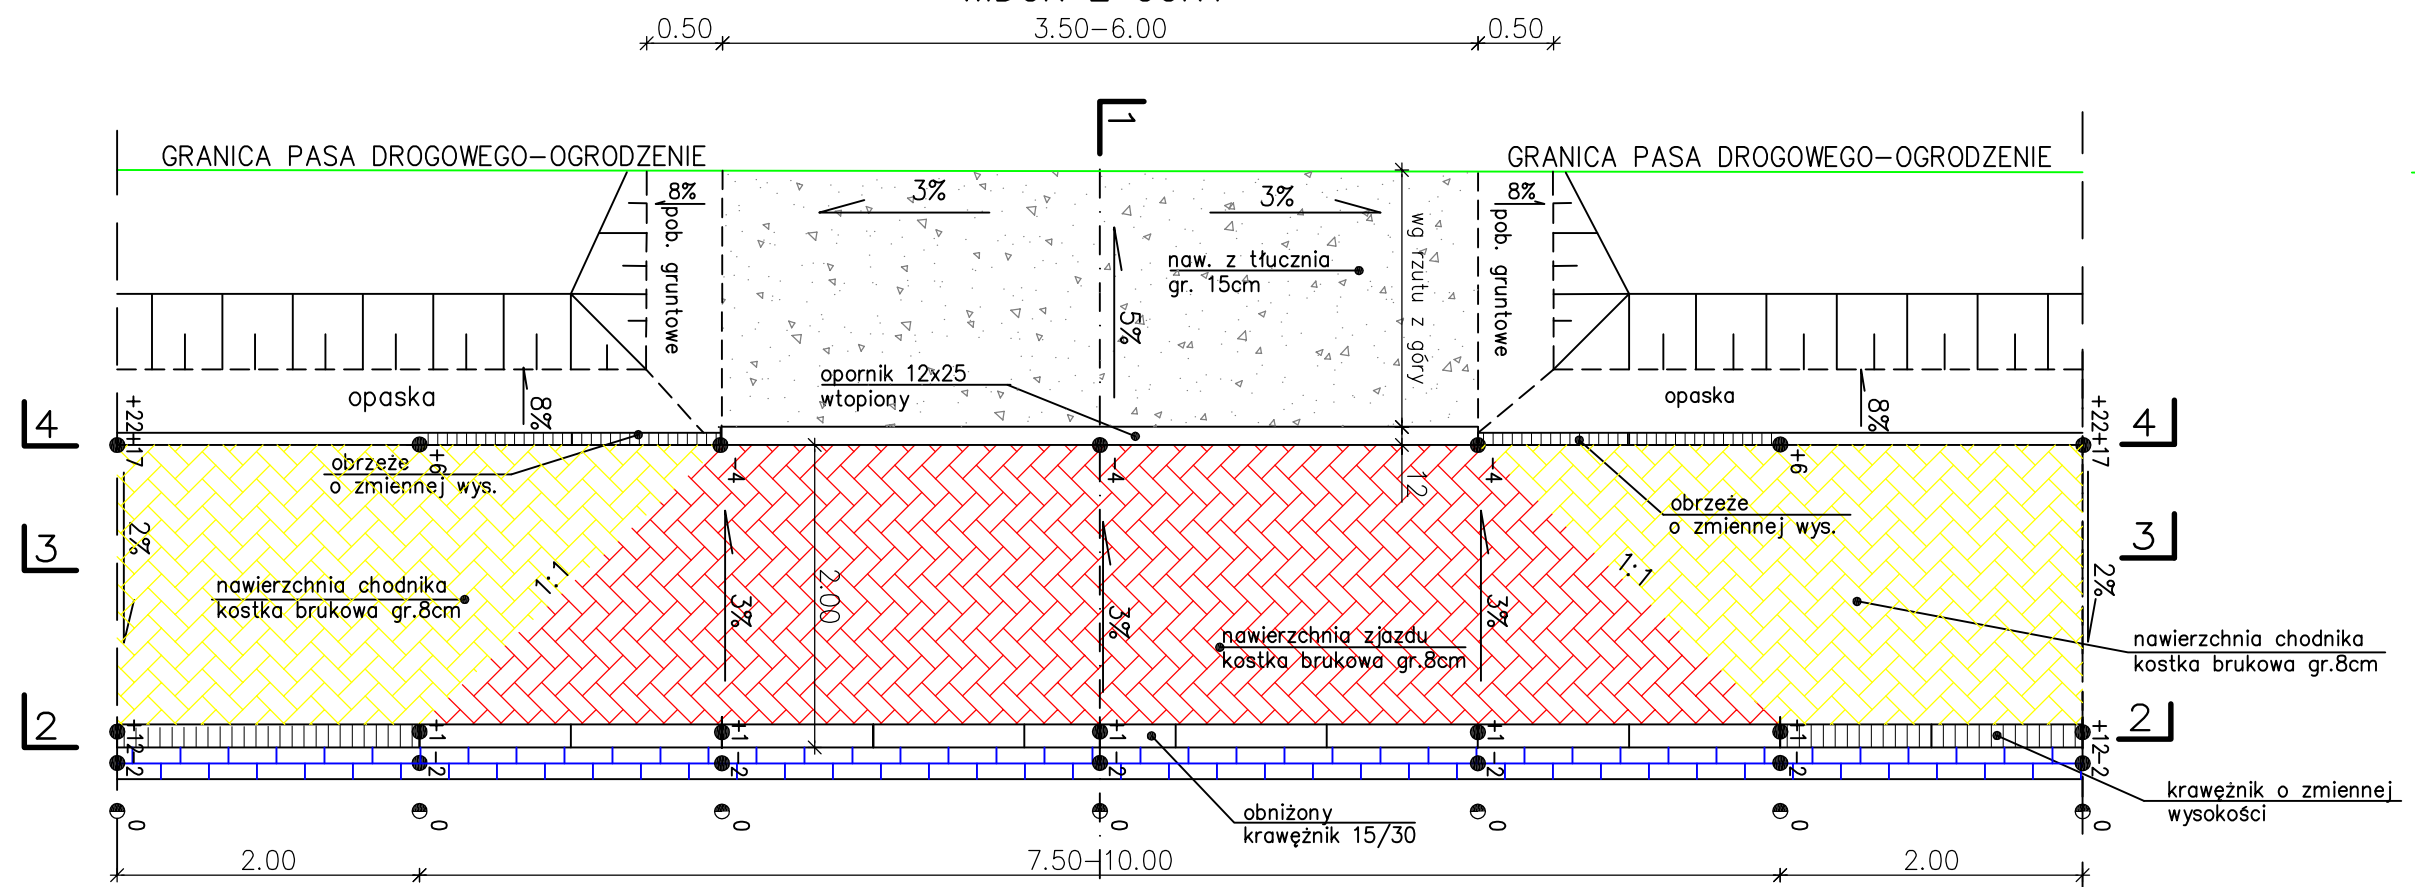 0.50
3.50-6.00
0.50
1
GRANICA PASA DROGOWEGO-OGRODZENIE
GRANICA PASA DROGOWEGO-OGRODZENIE
8%
3%
3%
8%
pob. gruntowe
wg rzutu z góry
pob. gruntowe
naw. z tłucznia
gr. 15cm
5%
opornik 12x25
wtopiony
opaska
8%
opaska
8%
4
+22
+17
+6
-4
-4
-4
+6
+22
+17
4
12
obrzeże
o zmiennej wys.
obrzeże
o zmiennej wys.
3
2%
1:1
1:1
3
2%
nawierzchnia chodnika
kostka brukowa gr.8cm
3%
2.00
3%
3%
nawierzchnia zjazdu
kostka brukowa gr.8cm
nawierzchnia chodnika
kostka brukowa gr.8cm
2
+12
+1
+1
+1
+1
+1
+12
2
-2
-2
-2
-2
-2
-2
-2
krawężnik o zmiennej
wysokości
obniżony
krawężnik 15/30
0
0
0
0
0
0
0
2.00
7.50-10.00
2.00